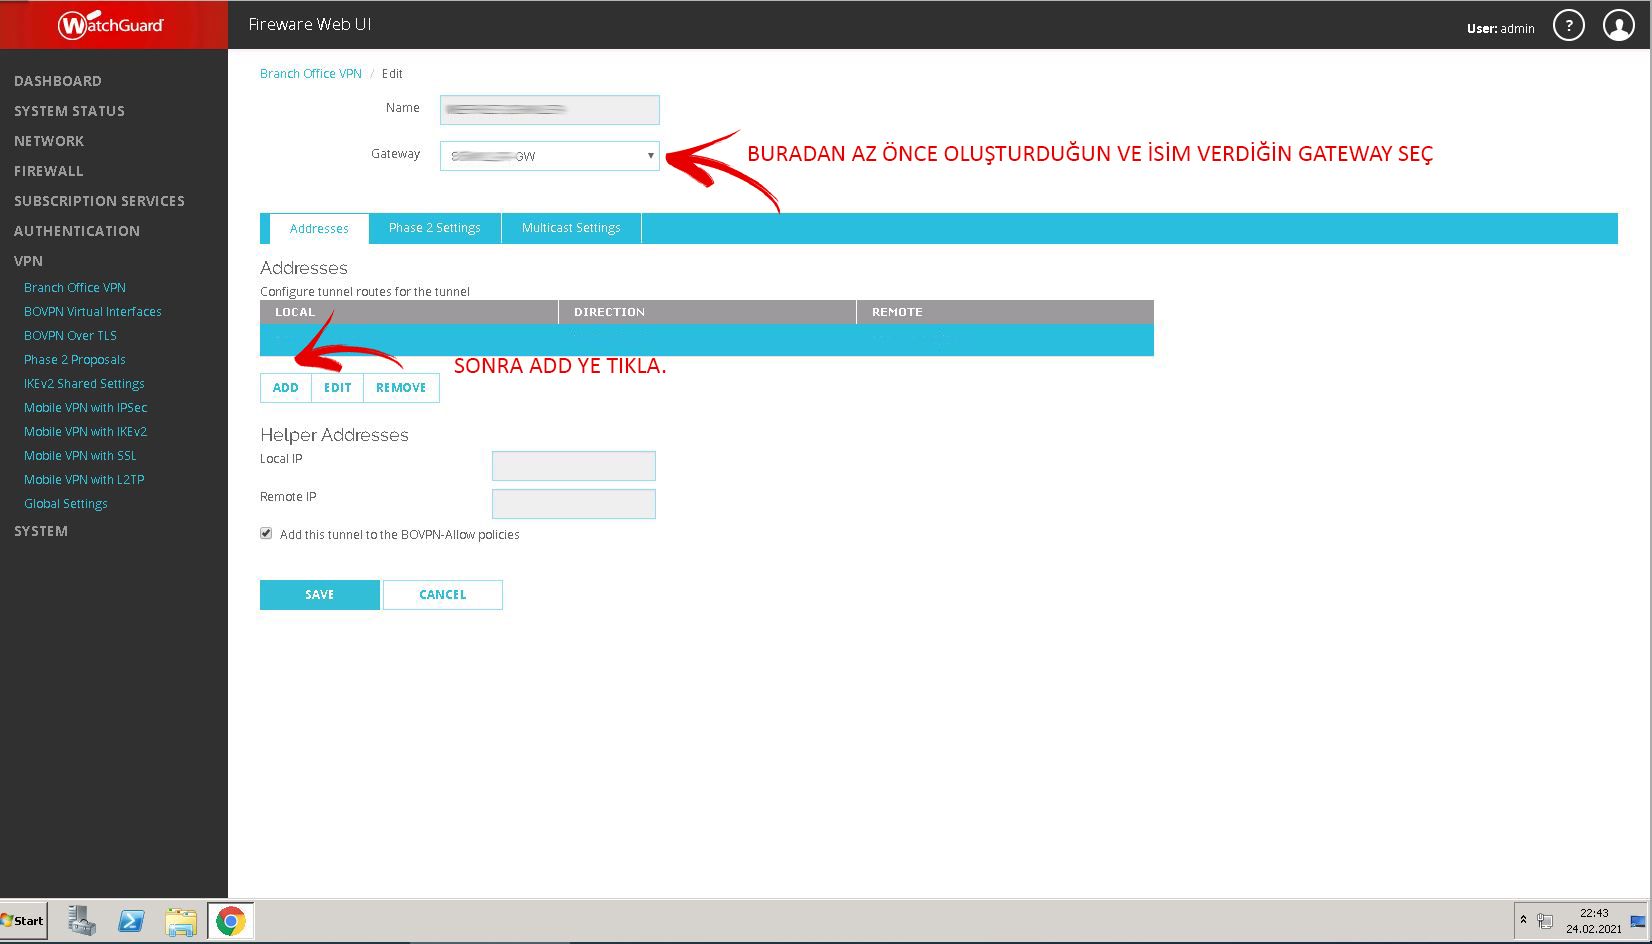 WatchGuard
Fireware Web UI
User: admin
?
DASHBOARD
SYSTEM STATUS
NETWORK
FIREWALL
SUBSCRIPTION SERVICES
AUTHENTICATION
VPN
Branch Office VPN
BOVPN Virtual Interfaces
BOVPN Over TLS
Phase 2 Proposals
IKEv2 Shared Settings
Mobile VPN with IPSec
Mobile VPN with IKEv2
Mobile VPN with SSL
Mobile VPN with L2TP
Global Settings
SYSTEM
Branch Office VPN / Edit
Name
Gateway GW
BURADAN AZ ÖNCE OLUŞTURDUĞUN VE İSİM VERDİĞİN GATEWAY SEÇ
Addresses Phase 2 Settings Multicast Settings
Addresses
Configure tunnel routes for the tunnel
LOCAL DIRECTION REMOTE
SONRA ADD YE TIKLA.
ADD EDIT REMOVE
Helper Addresses
Local IP
Remote IP
Add this tunnel to the BOVPN-Allow policies
SAVE CANCEL
Start
22:43
24.02.2021